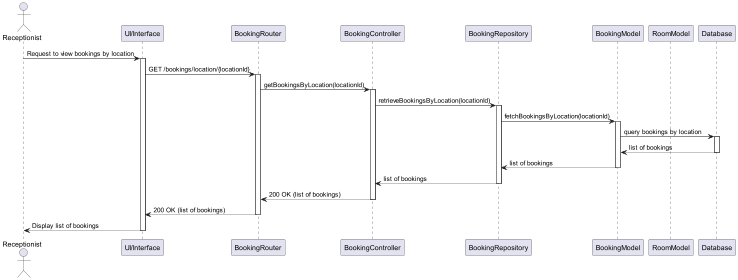 Receptionist
UI/Interface
BookingRouter
BookingController
BookingRepository
BookingModel
RoomModel
Database
Request to view bookings by location
GET /bookings/location/{locationId}
getBookingsByLocation(locationId)
retrieveBookingsByLocation(locationId)
fetchBookingsByLocation(locationId)
query bookings by location
list of bookings
list of bookings
list of bookings
200 OK (list of bookings)
200 OK (list of bookings)
Display list of bookings
Receptionist
UI/Interface
BookingRouter
BookingController
BookingRepository
BookingModel
RoomModel
Database